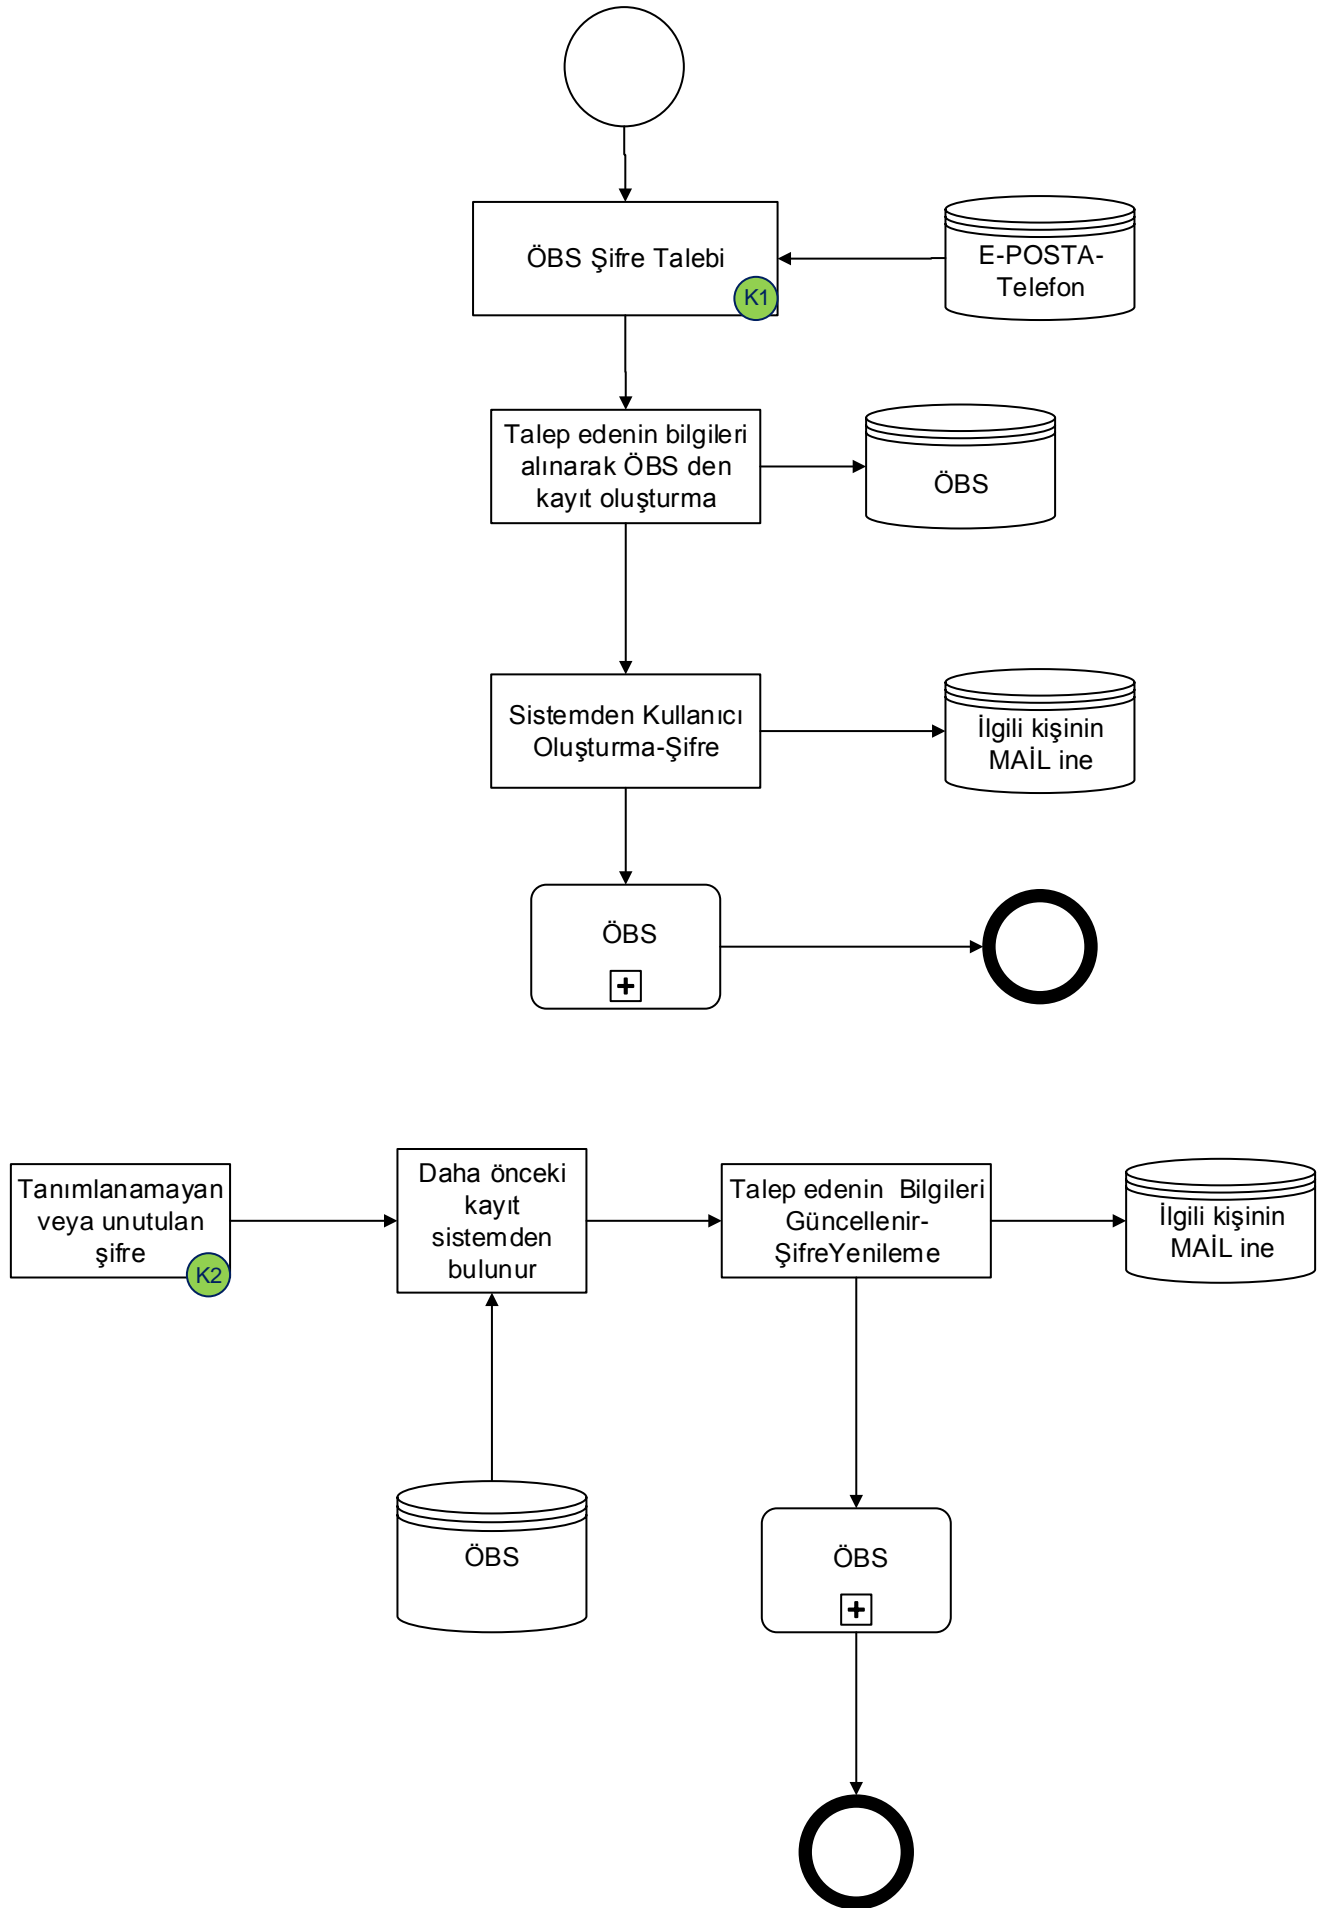 ÖBS Şifre Talebi
K1
E-POSTA-
Telefon
Talep edenin bilgileri
alınarak ÖBS den
kayıt oluşturma
ÖBS
Sistemden Kullanıcı
Oluşturma-Şifre
İlgili kişinin
MAİL ine
ÖBS
Tanımlanamayan
veya unutulan
şifre
K2
Daha önceki
kayıt
sistemden
bulunur
Talep edenin  Bilgileri
Güncellenir-
ŞifreYenileme
İlgili kişinin
MAİL ine
ÖBS
ÖBS